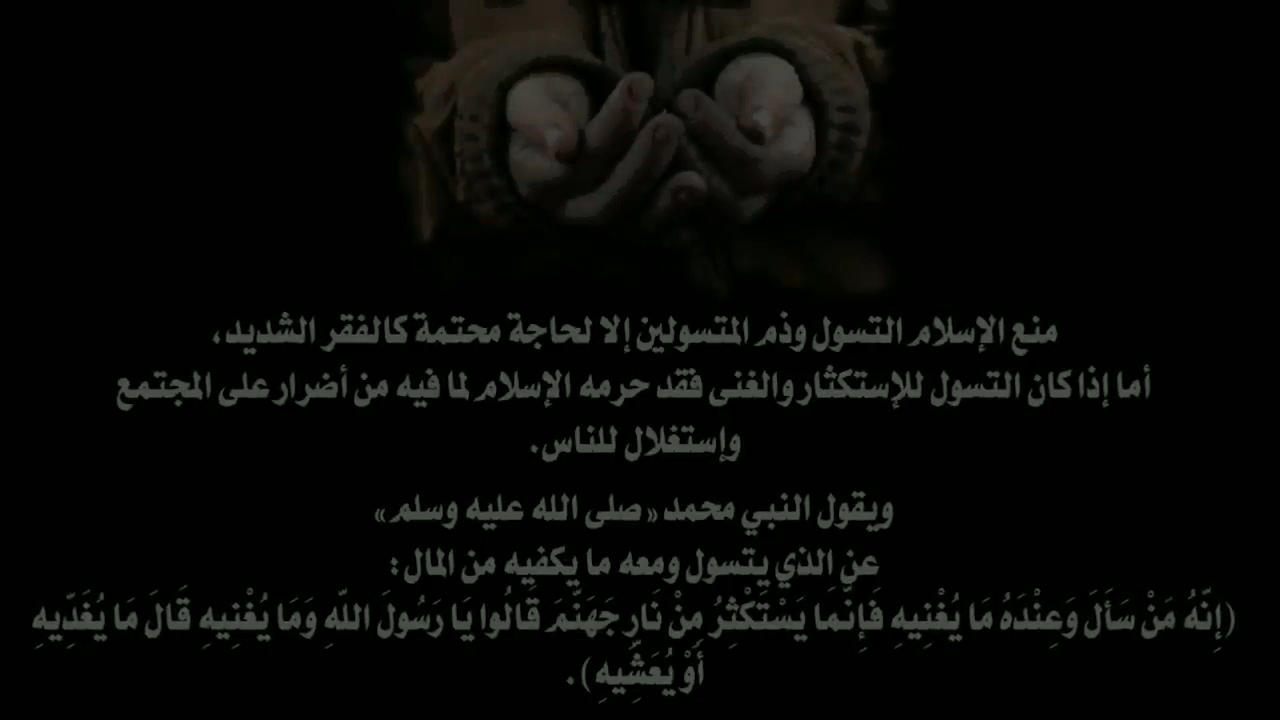 منع الإسلام التسول وذم المتسولين إلا لحاجة محتمة كالفقر الشديد،
أما إذا كان التسول للإستكثار والغنى فقد حرمه الإسلام لما فيه من أضرار على المجتمع
وإستغلال للناس.
ويقول النبي محمد «صلى الله عليه وسلم»
عن الذي يتسول ومعه ما يكفيه من المال:
(إِنَّهُ مَنْ سَأَلَ وَعِنْدَهُ مَا يُغْنِيهِ فَإِنَّمَا يَسْتَكْثِرُ مِنْ نَارِ جَهَنَّمَ قَالُوا يَا رَسُولَ اللَّهِ وَمَا يُغْنِيهِ قَالَ مَا يُغَدِّيهِ
أَوْ يُعَشِّيهِ).